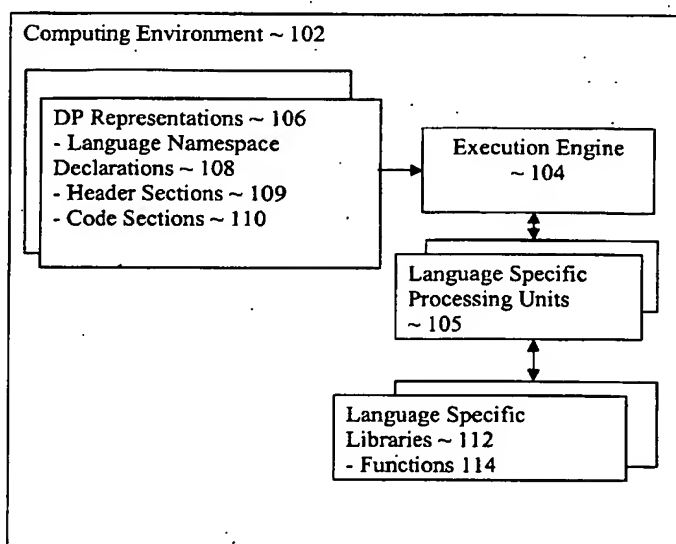 Computing Environment ~ 102
DP Representations ~ 106
- Language Namespace
Declarations ~ 108
- Header Sections ~ 109
- Code Sections ~ 110
Execution Engine
~ 104
Language Specific
Processing Units
~ 105
Language Specific
Libraries ~ 112
- Functions 114